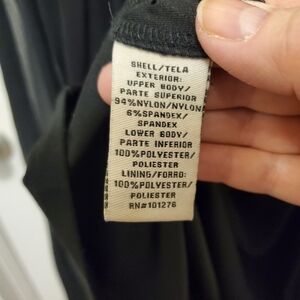 SHELL/TELA
EXTERIOR:
UPPER BODY/
PARTE SUPERIOR
94%NYLON/NYLON
6%SPANDEX/
SPANDEX
LOWER BODY/
PARTE INFERIOR
100%POLYESTER/
POLIESTER
LINING/FORRO:
100%POLYESTER/
POLIESTER
RN#101276